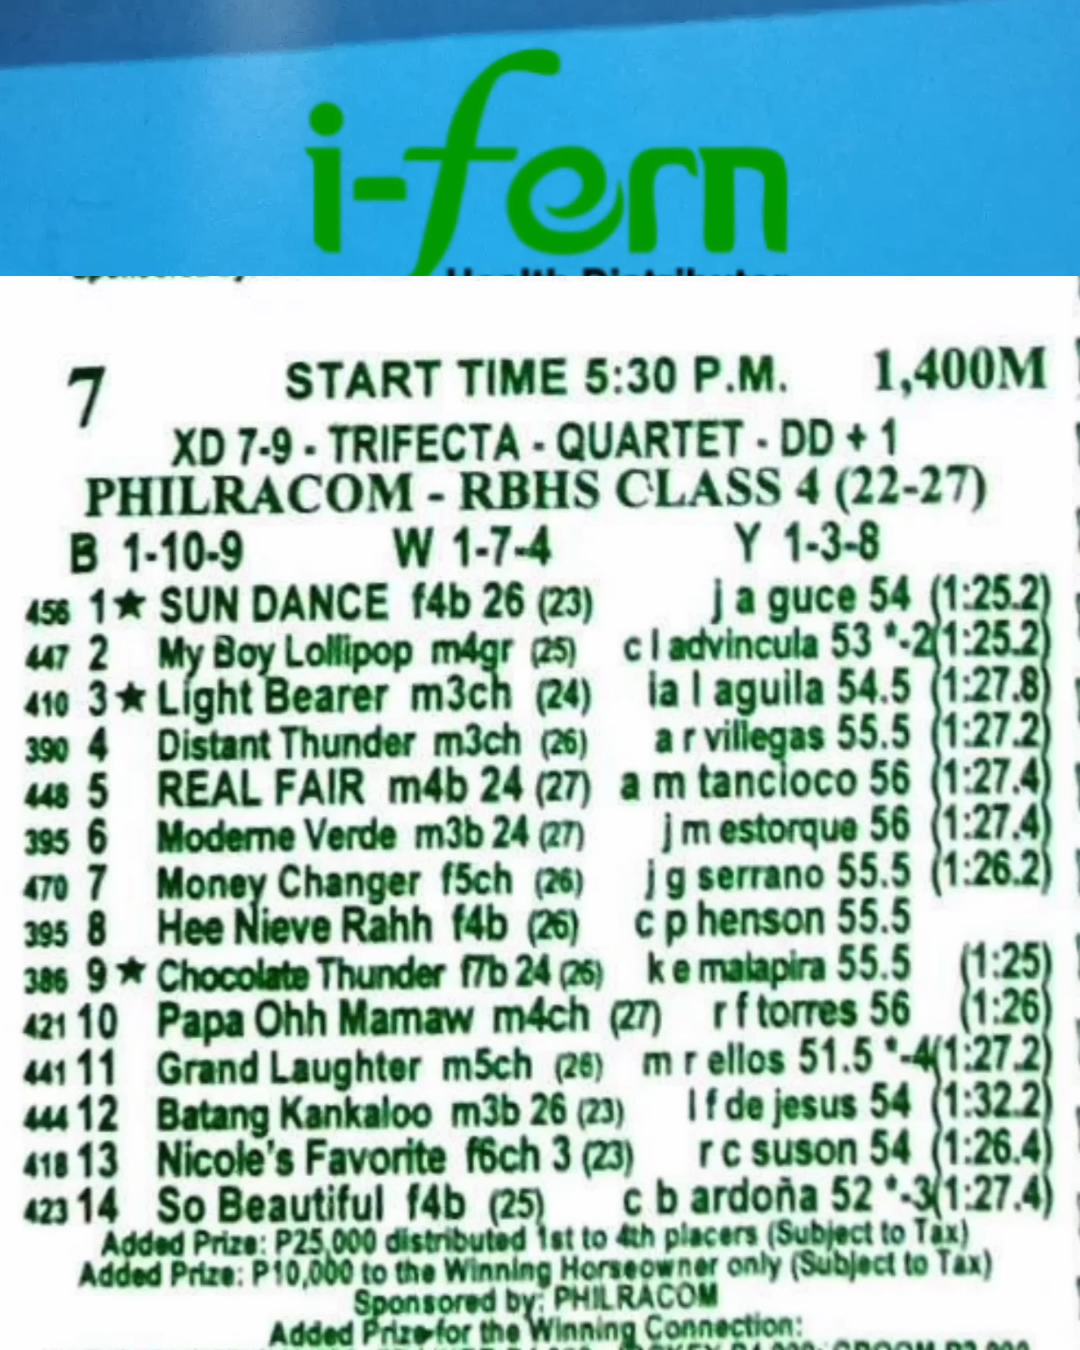 i-fern
7 START TIME 5:30 P.M. 1,400M
XD 7-9 - TRIFECTA - QUARTET - DD + 1
PHILRACOM - RBHS CLASS 4 (22-27)
B 1-10-9 W 1-7-4 Y 1-3-8
456 1★ SUN DANCE f4b 26 (23) j a guce 54 (1:25.2)
447 2 My Boy Lollipop m4gr (25) c l advincula 53 *-2(1:25.2)
410 3★ Light Bearer m3ch (24) ia l aguila 54.5 (1:27.8)
390 4 Distant Thunder m3ch (26) a r villegas 55.5 (1:27.2)
448 5 REAL FAIR m4b 24 (27) a m tancioco 56 (1:27.4)
395 6 Moderne Verde m3b 24 (27) j m estorque 56 (1:27.4)
470 7 Money Changer f5ch (26) j g serrano 55.5 (1:26.2)
395 8 Hee Nieve Rahh f4b (26) c p henson 55.5
386 9★ Chocolate Thunder f7b 24 (26) k e malapira 55.5 (1:25)
421 10 Papa Ohh Mamaw m4ch (27) r f torres 56 (1:26)
441 11 Grand Laughter m5ch (26) m r ellos 51.5 *-4(1:27.2)
444 12 Batang Kankaloo m3b 26 (23) l f de jesus 54 (1:32.2)
418 13 Nicole's Favorite f6ch 3 (23) r c suson 54 (1:26.4)
423 14 So Beautiful f4b (25) c b ardoña 52 *-3(1:27.4)
Added Prize: P25,000 distributed 1st to 4th placers (Subject to Tax)
Added Prize: P10,000 to the Winning Horseowner only (Subject to Tax)
Sponsored by: PHILRACOM
Added Prize for the Winning Connection: